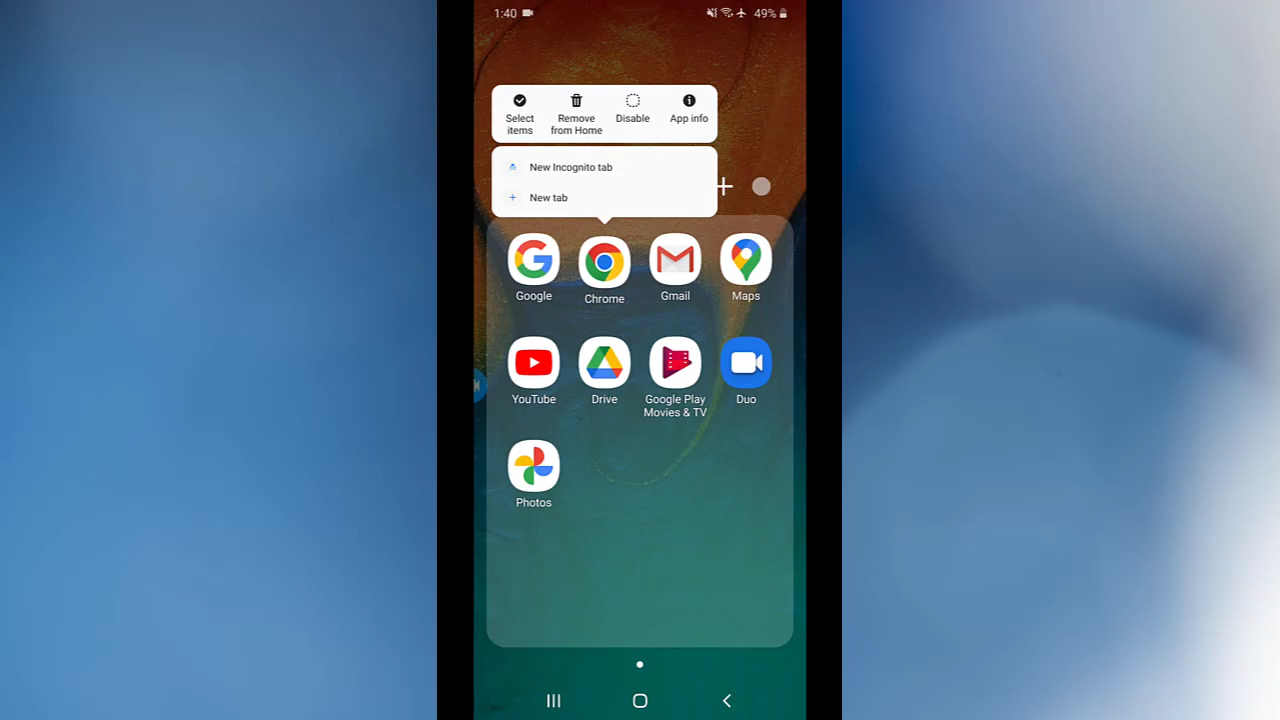 1:40
49%
Select items
Remove from Home
Disable
App info
New Incognito tab
New tab
Google
Chrome
Gmail
Maps
YouTube
Drive
Google Play Movies & TV
Duo
Photos